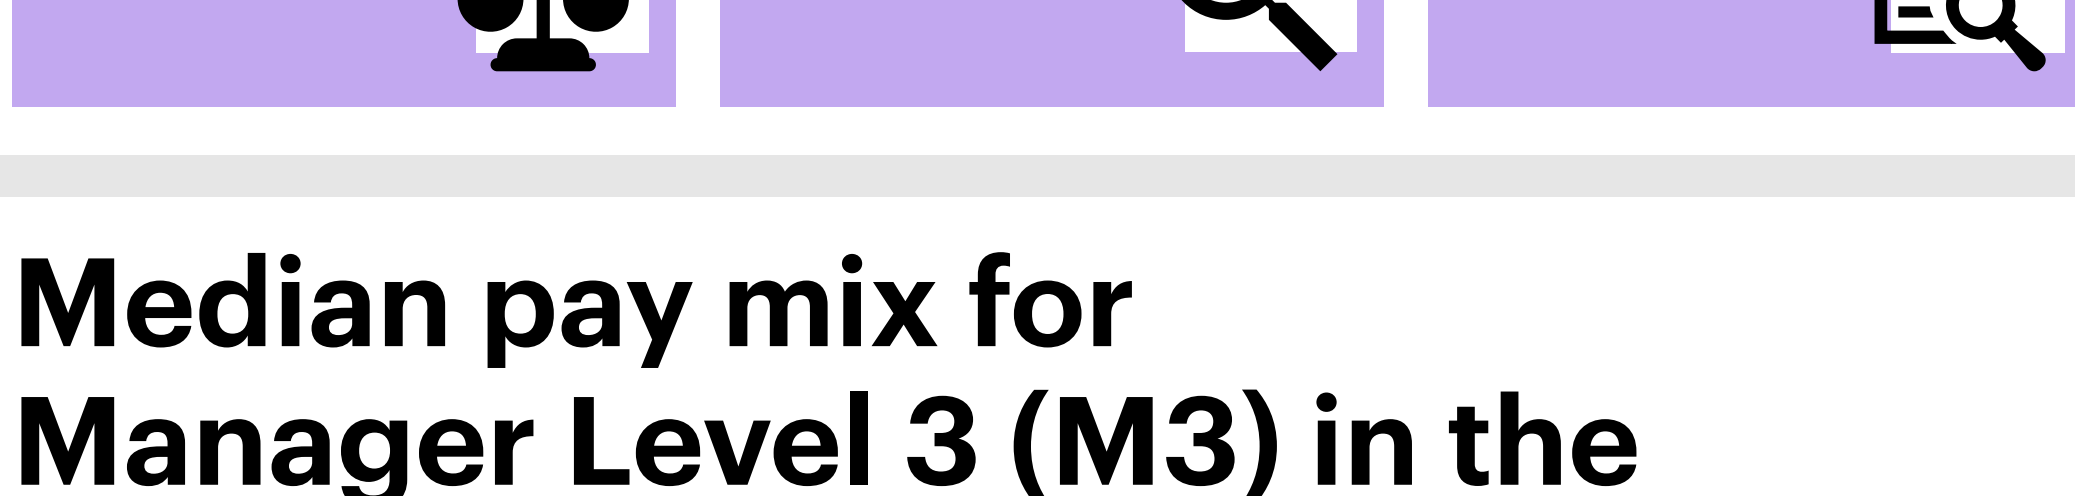 Median pay mix for
Manager Level 3 (M3) in the